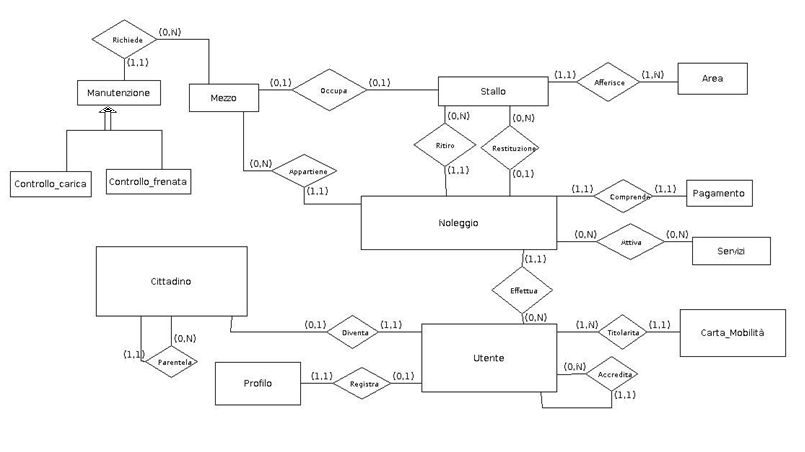 Richiede
(0,N)
(1,1)
Manutenzione
Mezzo
(0,1)
Occupa
(0,1)
Stallo
(1,1)
Afferisce
(1,N)
Area
(0,N)
(0,N)
Ritiro
Restituzione
(1,1)
(0,1)
Controllo_carica
Controllo_frenata
(0,N)
Appartiene
(1,1)
(1,1)
Comprende
(1,1)
Pagamento
Noleggio
(0,N)
Attiva
(0,N)
Servizi
(1,1)
Effettua
(0,N)
Cittadino
(0,N)
(1,1)
Parentela
(0,1)
Diventa
(1,1)
Utente
(1,N)
Titolarita
(1,1)
Carta_Mobilità
Profilo
(1,1)
Registra
(0,1)
(0,N)
Accredita
(1,1)